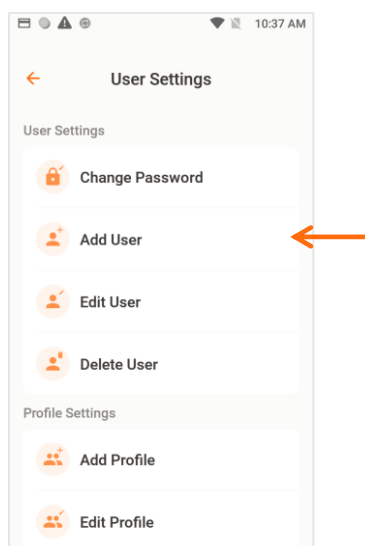 10:37 AM
User Settings
User Settings
Change Password
Add User
Edit User
Delete User
Profile Settings
Add Profile
Edit Profile